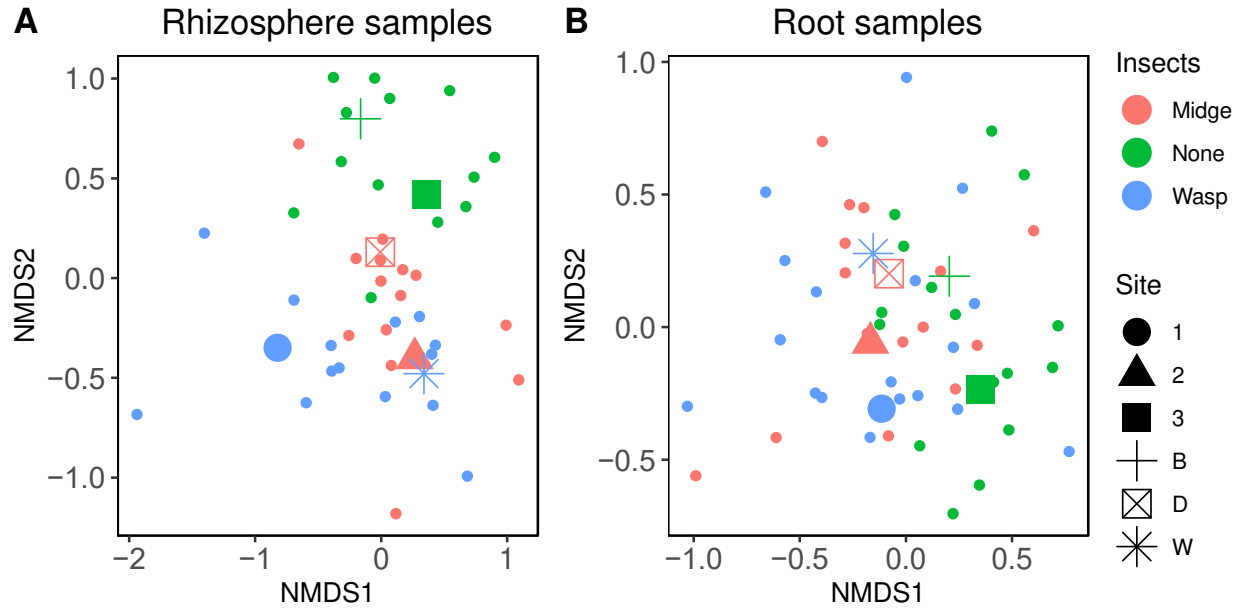 A
Rhizosphere samples
1.0
0.5
0.0
−0.5
−1.0
NMDS2
−2
−1
0
1
NMDS1
B
Root samples
1.0
0.5
0.0
−0.5
NMDS2
−1.0
−0.5
0.0
0.5
NMDS1
Insects
Midge
None
Wasp
Site
1
2
3
B
D
W